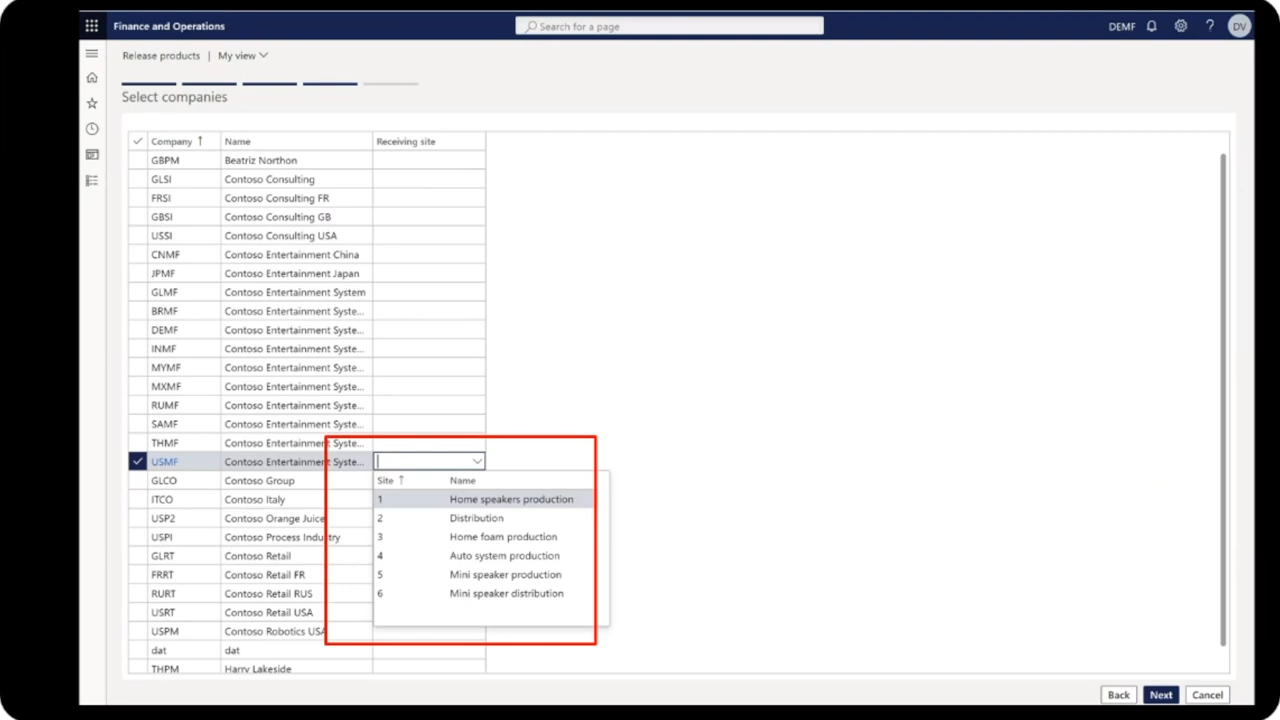 Finance and Operations Search for a page DEMF ? DV
Release products | My view
Select companies
Company ↑ Name Receiving site
GBPM Beatriz Northon
GLSI Contoso Consulting
FRSI Contoso Consulting FR
GBSI Contoso Consulting GB
USSI Contoso Consulting USA
CNMF Contoso Entertainment China
JPMF Contoso Entertainment Japan
GLMF Contoso Entertainment System
BRMF Contoso Entertainment Syste...
DEMF Contoso Entertainment Syste...
INMF Contoso Entertainment Syste...
MYMF Contoso Entertainment Syste...
MXMF Contoso Entertainment Syste...
RUMF Contoso Entertainment Syste...
SAMF Contoso Entertainment Syste...
THMF Contoso Entertainment Syste...
USMF Contoso Entertainment Syste...
GLCO Contoso Group Site ↑ Name
ITCO Contoso Italy 1 Home speakers production
USP2 Contoso Orange Juice 2 Distribution
USPI Contoso Process Industry 3 Home foam production
GLRT Contoso Retail 4 Auto system production
FRRT Contoso Retail FR 5 Mini speaker production
RURT Contoso Retail RUS 6 Mini speaker distribution
USRT Contoso Retail USA
USPM Contoso Robotics USA
dat dat
THPM Harry Lakeside
Back Next Cancel